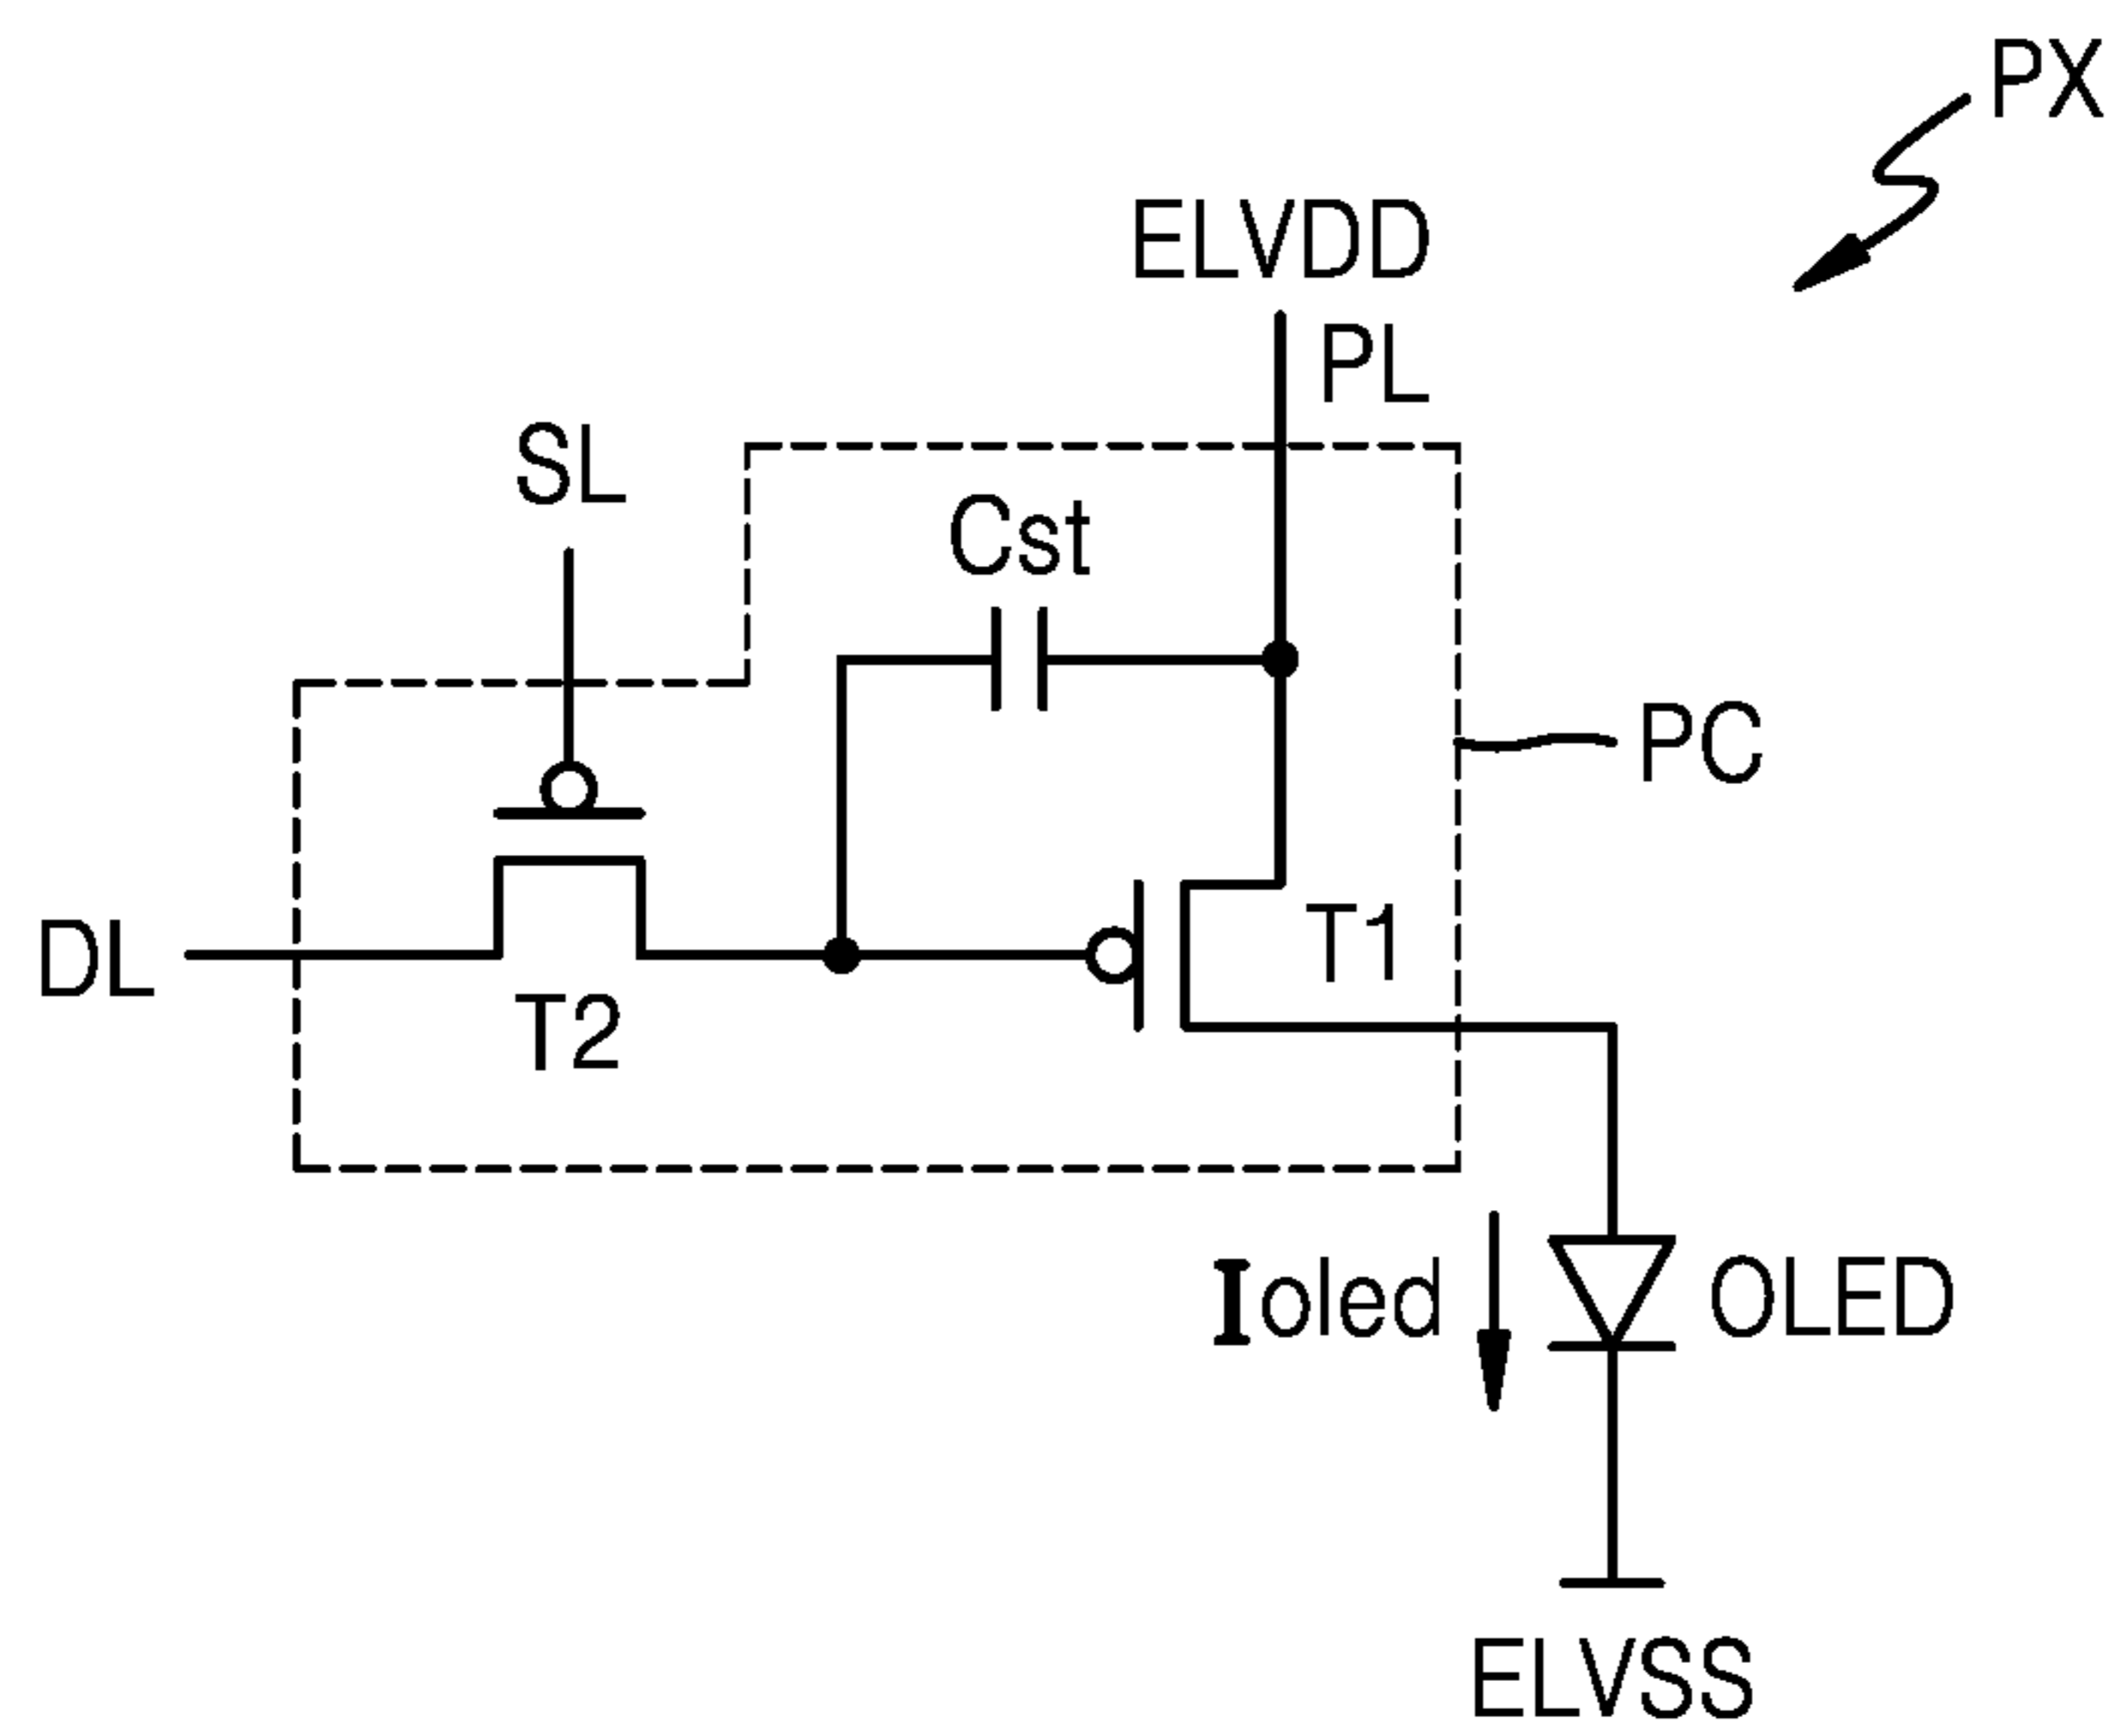 PX
ELVDD
PL
SL
Cst
PC
T1
DL
T2
Ioled
OLED
ELVSS